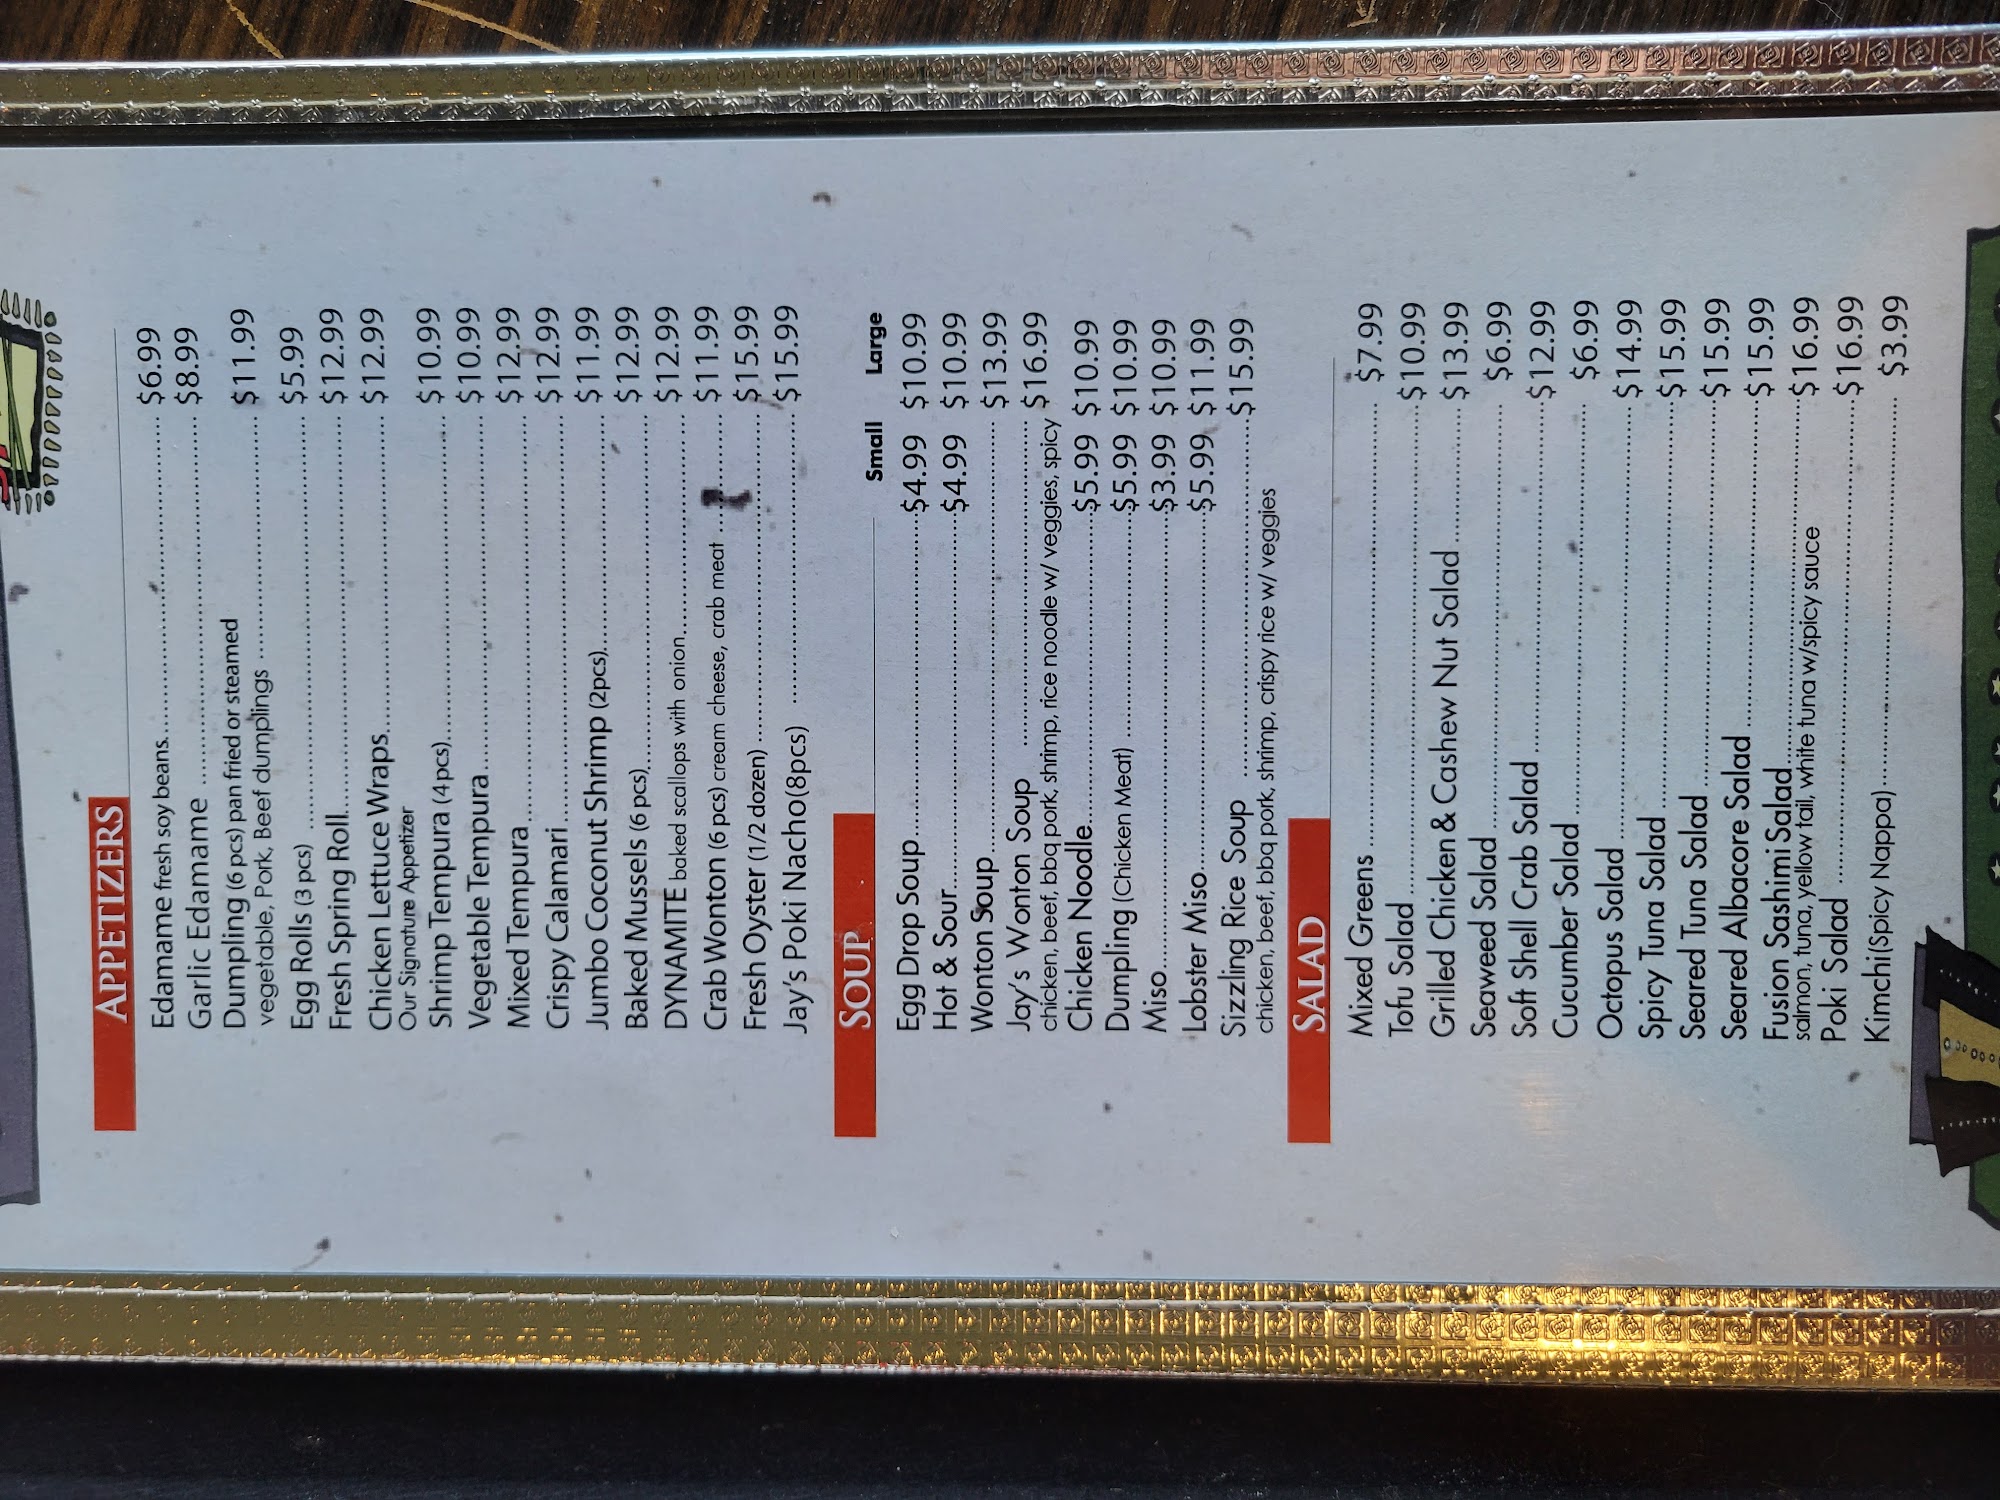 APPETIZERS
Edamame fresh soy beans $6.99
Garlic Edamame $8.99
Dumpling (6 pcs) pan fried or steamed
vegetable, Pork, Beef dumplings $11.99
Egg Rolls (3 pcs) $5.99
Fresh Spring Roll $12.99
Chicken Lettuce Wraps $12.99
Our Signature Appetizer
Shrimp Tempura (4pcs) $10.99
Vegetable Tempura $10.99
Mixed Tempura $12.99
Crispy Calamari $12.99
Jumbo Coconut Shrimp (2pcs) $11.99
Baked Mussels (6 pcs) $12.99
DYNAMITE baked scallops with onion $12.99
Crab Wonton (6 pcs) cream cheese, crab meat $11.99
Fresh Oyster (1/2 dozen) $15.99
Jay's Poki Nacho(8pcs) $15.99
SOUP Small Large
Egg Drop Soup $4.99 $10.99
Hot & Sour $4.99 $10.99
Wonton Soup $13.99
Jay's Wonton Soup $16.99
chicken, beef, bbq pork, shrimp, rice noodle w/ veggies, spicy
Chicken Noodle $5.99 $10.99
Dumpling (Chicken Meat) $5.99 $10.99
Miso $3.99 $10.99
Lobster Miso $5.99 $11.99
Sizzling Rice Soup $15.99
chicken, beef, bbq pork, shrimp, crispy rice w/ veggies
SALAD
Mixed Greens $7.99
Tofu Salad $10.99
Grilled Chicken & Cashew Nut Salad $13.99
Seaweed Salad $6.99
Soft Shell Crab Salad $12.99
Cucumber Salad $6.99
Octopus Salad $14.99
Spicy Tuna Salad $15.99
Seared Tuna Salad $15.99
Seared Albacore Salad $15.99
Fusion Sashimi Salad $16.99
salmon, tuna, yellow tail, white tuna w/spicy sauce
Poki Salad $16.99
Kimchi(Spicy Nappa) $3.99